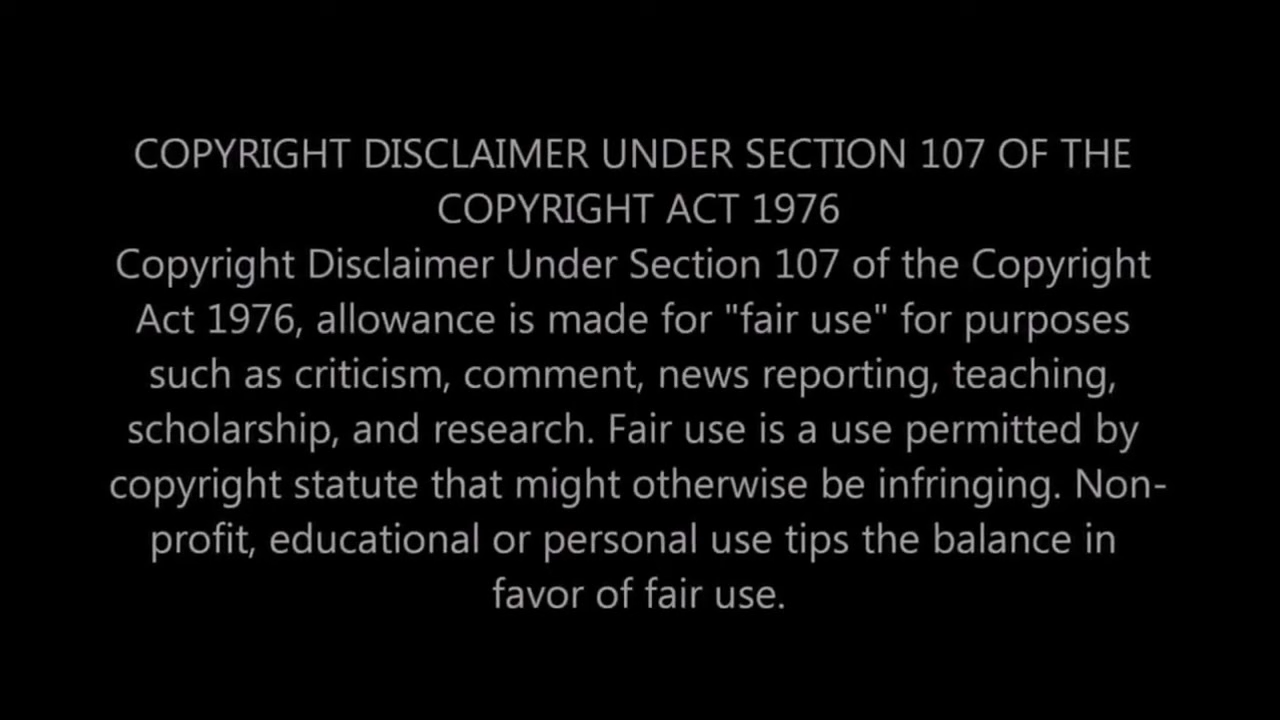 COPYRIGHT DISCLAIMER UNDER SECTION 107 OF THE
COPYRIGHT ACT 1976
Copyright Disclaimer Under Section 107 of the Copyright
Act 1976, allowance is made for "fair use" for purposes
such as criticism, comment, news reporting, teaching,
scholarship, and research. Fair use is a use permitted by
copyright statute that might otherwise be infringing. Non-
profit, educational or personal use tips the balance in
favor of fair use.